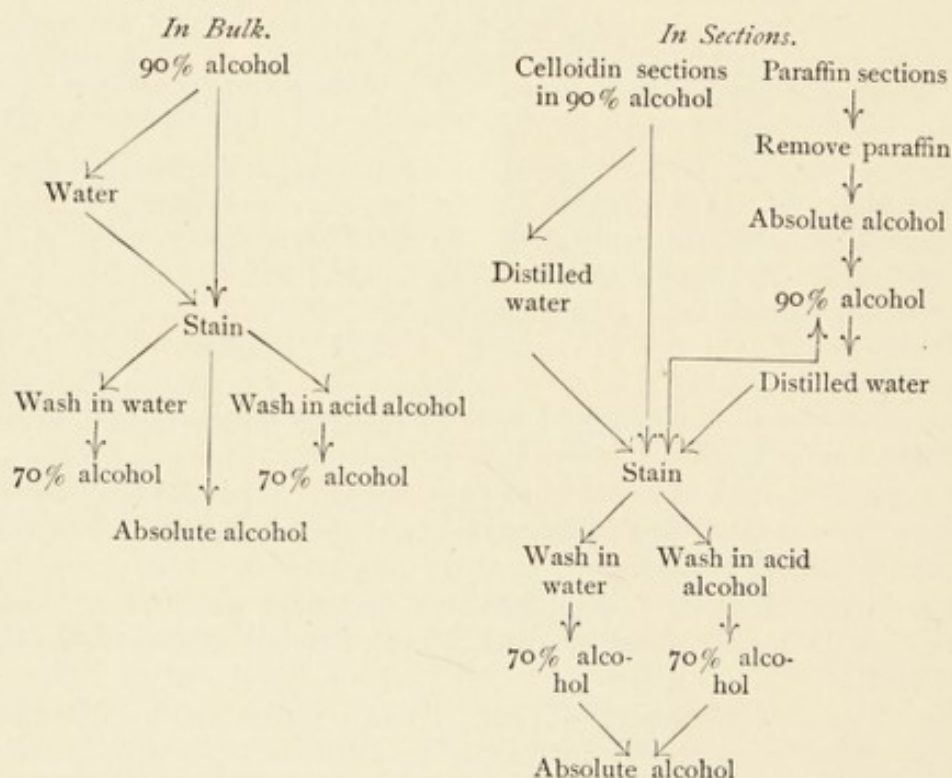 In Bulk.
90% alcohol
Water
Stain
Wash in water
Wash in acid alcohol
70% alcohol
70% alcohol
Absolute alcohol
In Sections.
Celloidin sections
in 90% alcohol
Paraffin sections
Remove paraffin
Absolute alcohol
90% alcohol
Distilled
water
Distilled water
Stain
Wash in
water
Wash in acid
alcohol
70% alco-
hol
70% alco-
hol
Absolute alcohol